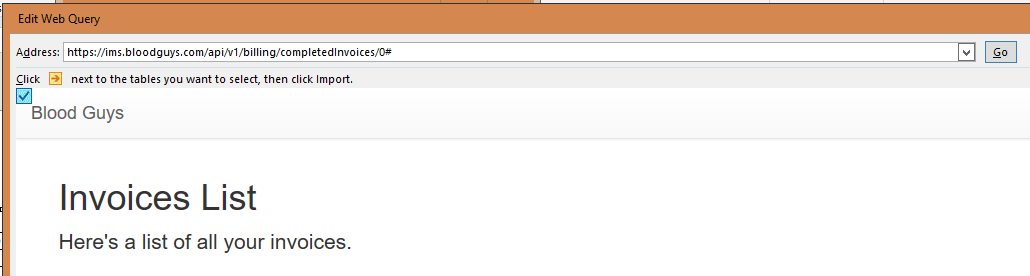 Edit Web Query
Address: https://ims.bloodguys.com/api/v1/billing/completedInvoices/0# Go
Click next to the tables you want to select, then click Import.
Blood Guys
Invoices List
Here's a list of all your invoices.